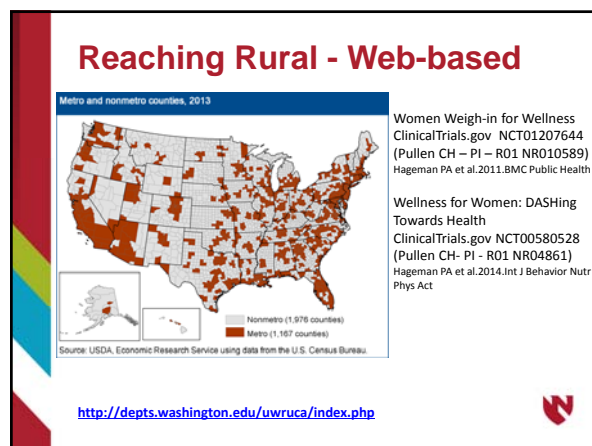 Reaching Rural - Web-based
Metro and nonmetro counties, 2013
Nonmetro (1,976 counties)
Metro (1,167 counties)
Source: USDA, Economic Research Service using data from the U.S. Census Bureau.
Women Weigh-in for Wellness
ClinicalTrials.gov  NCT01207644
(Pullen CH – PI – R01 NR010589)
Hageman PA et al.2011.BMC Public Health
Wellness for Women: DASHing
Towards Health
ClinicalTrials.gov NCT00580528
(Pullen CH- PI - R01 NR04861)
Hageman PA et al.2014.Int J Behavior Nutr
Phys Act
http://depts.washington.edu/uwruca/index.php
N